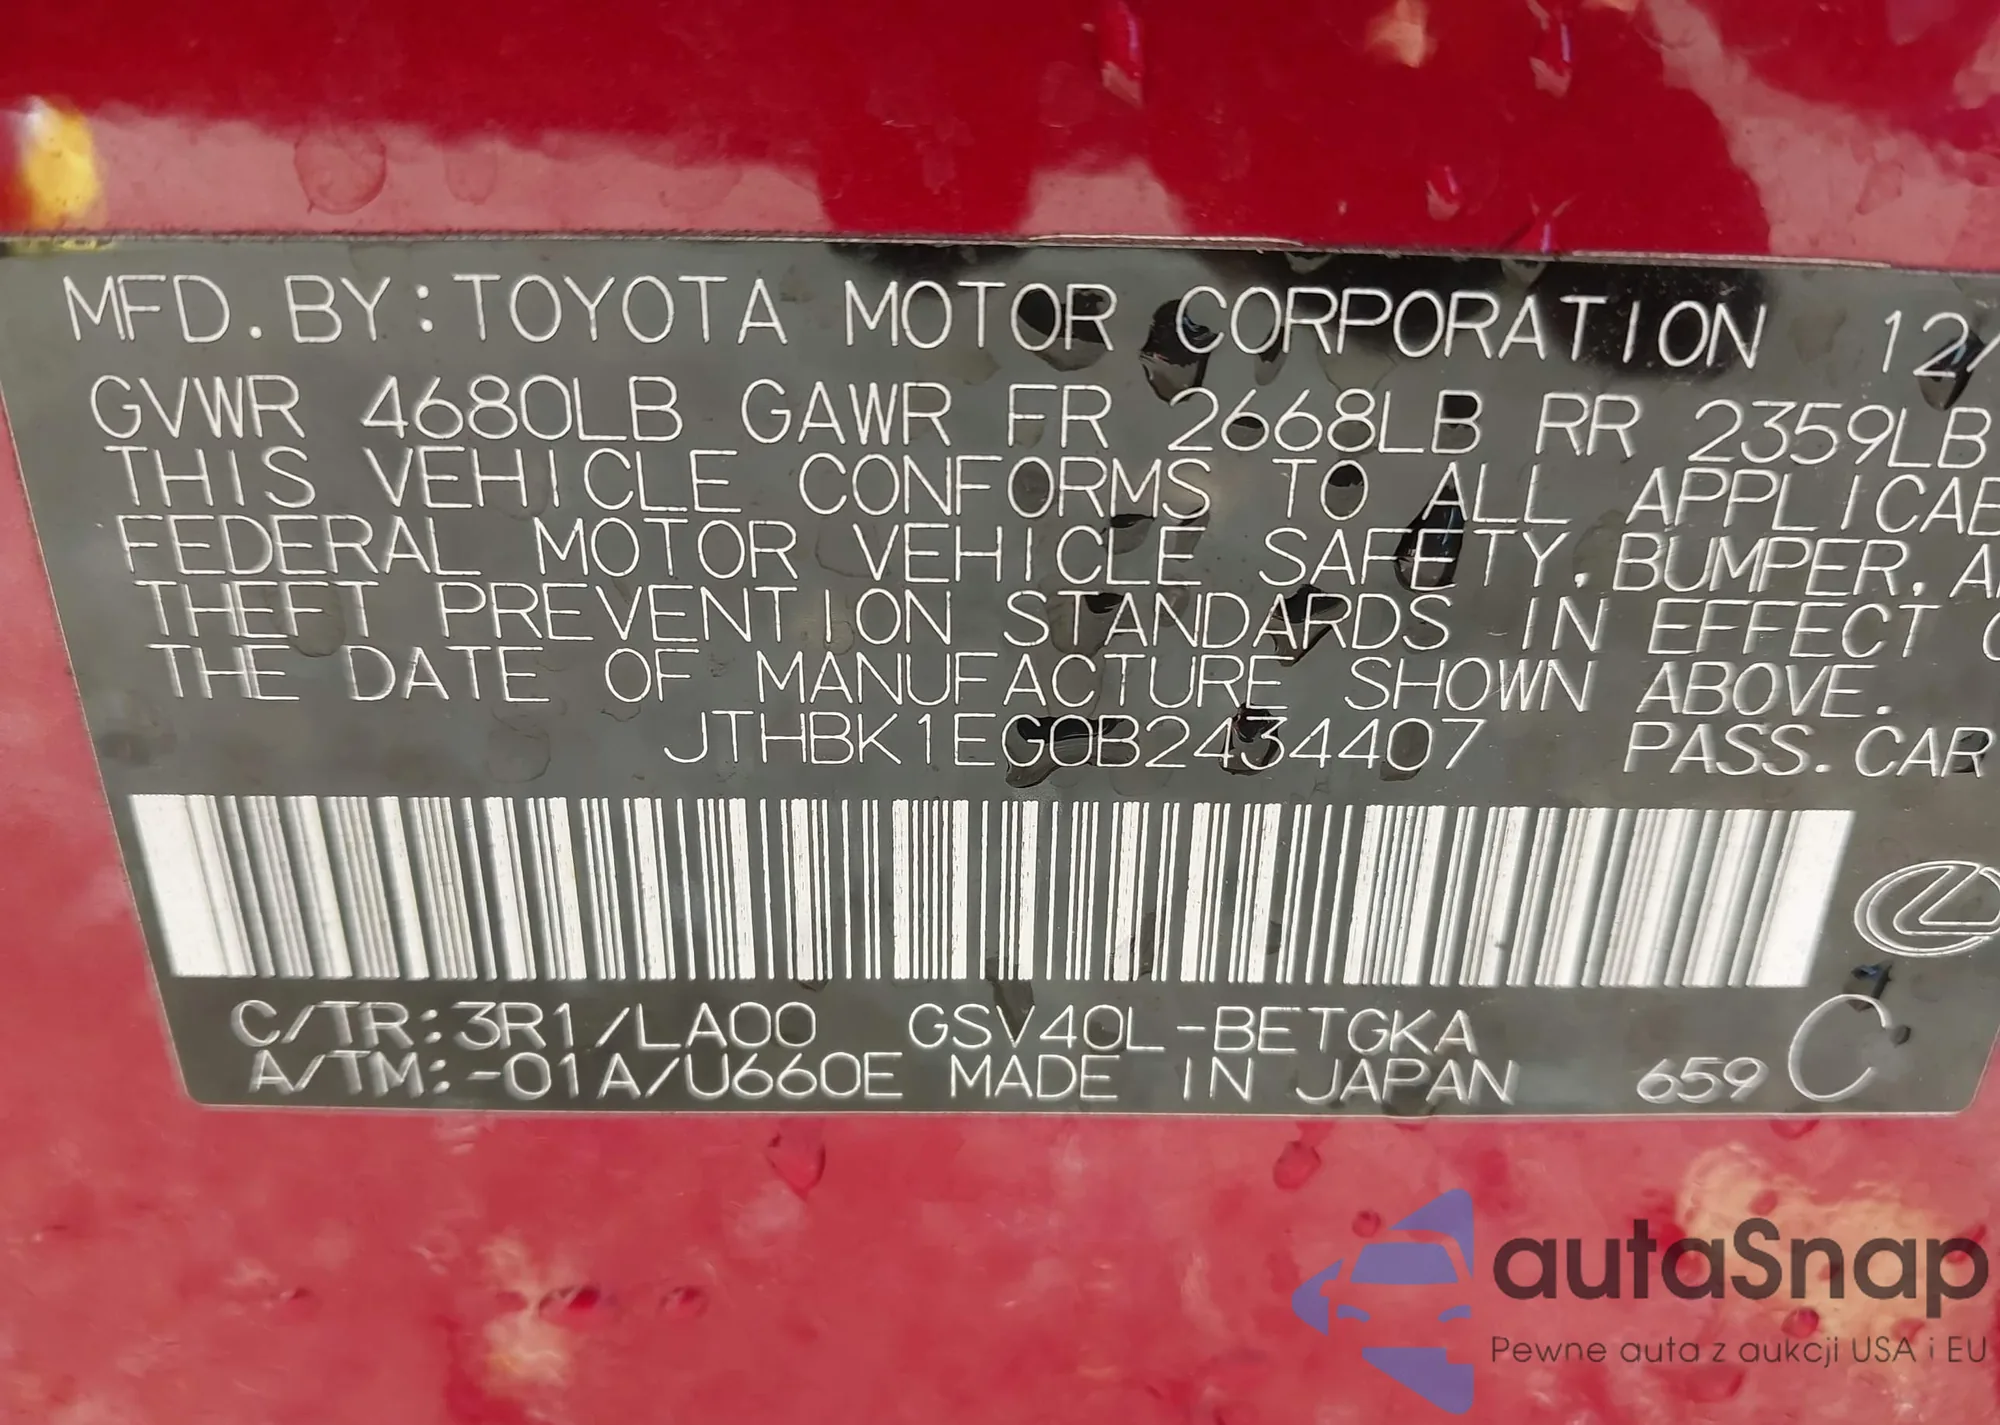 MFD.BY:TOYOTA MOTOR CORPORATION 12/
GVWR 4680LB GAWR FR 2668LB RR 2359LB
THIS VEHICLE CONFORMS TO ALL APPLICAB
FEDERAL MOTOR VEHICLE SAFETY, BUMPER, AN
THEFT PREVENTION STANDARDS IN EFFECT O
THE DATE OF MANUFACTURE SHOWN ABOVE.
JTHBK1EG0B2434407 PASS.CAR
C/TR:3R1/LA00 GSV40L-BETGKA
A/TM:-01A/U660E MADE IN JAPAN 659 C
autaSnap
Pewne auta z aukcji USA i EU